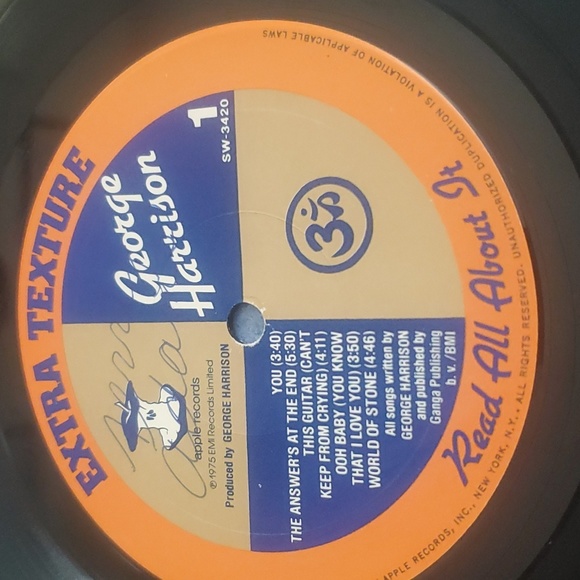 EXTRA TEXTURE
George
Harrison
1
SW-3420
apple records
℗ 1975 EMI Records Limited
Produced by GEORGE HARRISON
YOU (3:40)
THE ANSWER'S AT THE END (5:30)
THIS GUITAR (CAN'T
KEEP FROM CRYING) (4:11)
OOH BABY (YOU KNOW
THAT I LOVE YOU) (3:50)
WORLD OF STONE (4:46)
All songs written by
GEORGE HARRISON
and published by
Ganga Publishing
b. v. /BMI
ॐ
Read All About It
APPLE RECORDS, INC., NEW YORK, N.Y. • ALL RIGHTS RESERVED. UNAUTHORIZED DUPLICATION IS A VIOLATION OF APPLICABLE LAWS